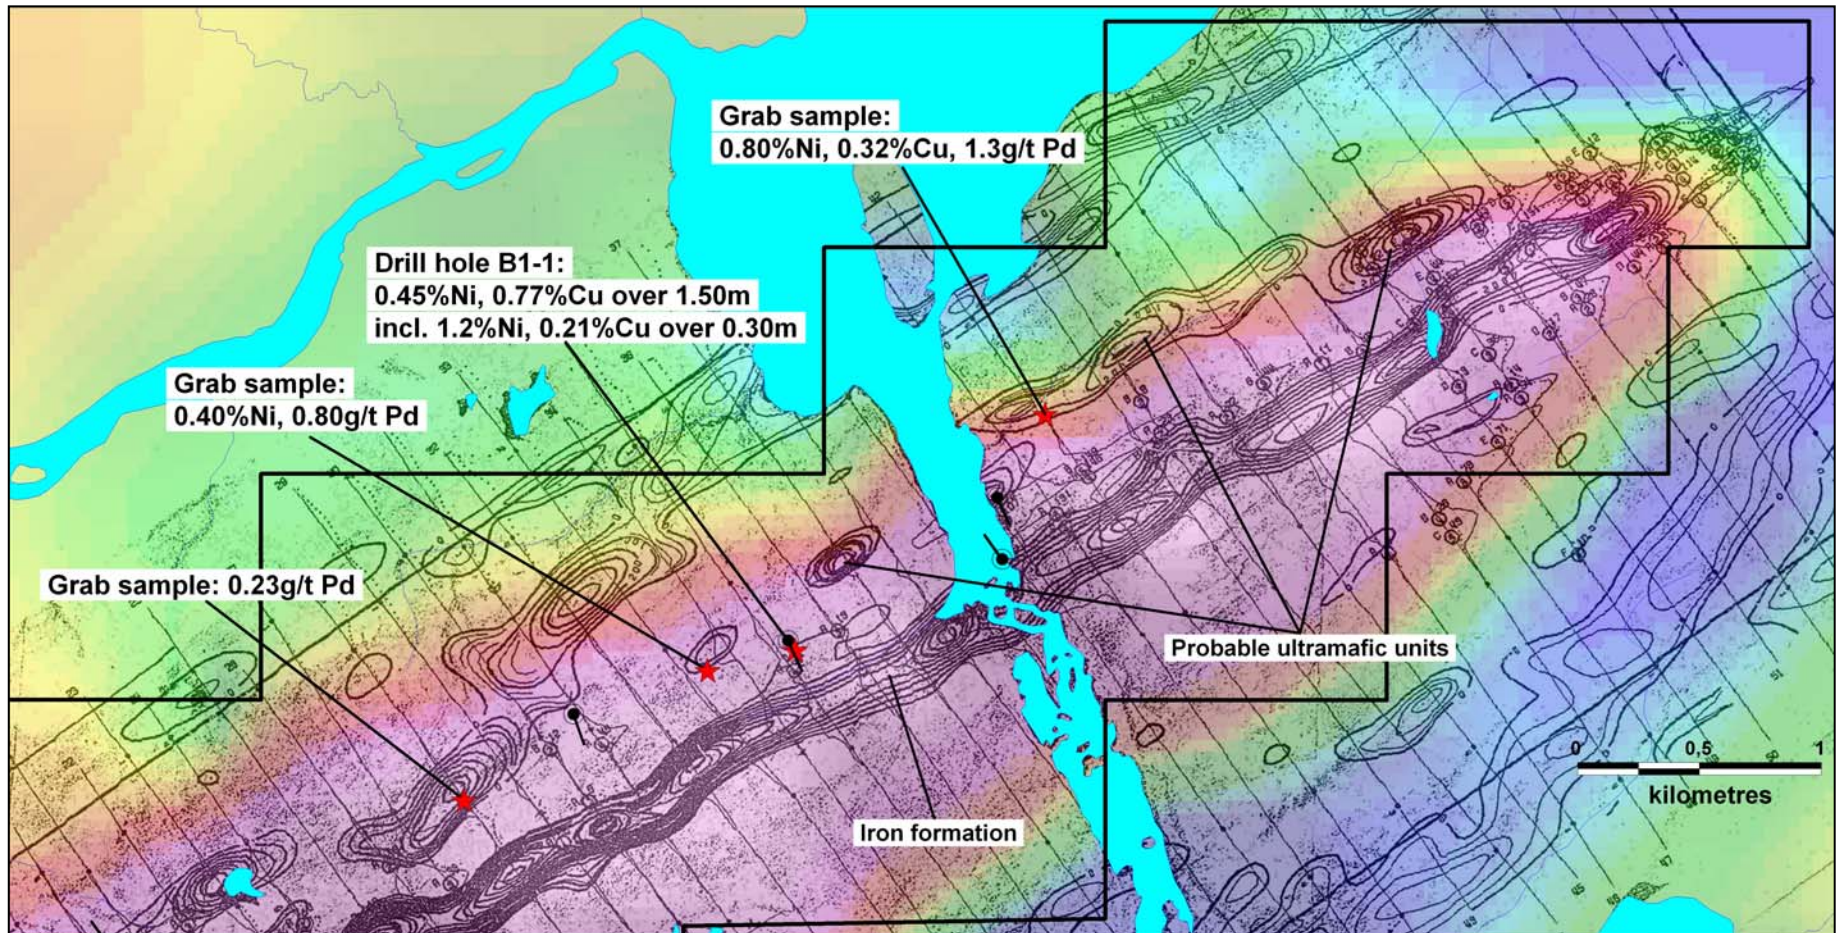 Grab sample:
0.80%Ni, 0.32%Cu, 1.3g/t Pd
Drill hole B1-1:
0.45%Ni, 0.77%Cu over 1.50m
incl. 1.2%Ni, 0.21%Cu over 0.30m
Grab sample:
0.40%Ni, 0.80g/t Pd
Grab sample: 0.23g/t Pd
Probable ultramafic units
Iron formation
0 0,5 1
kilometres